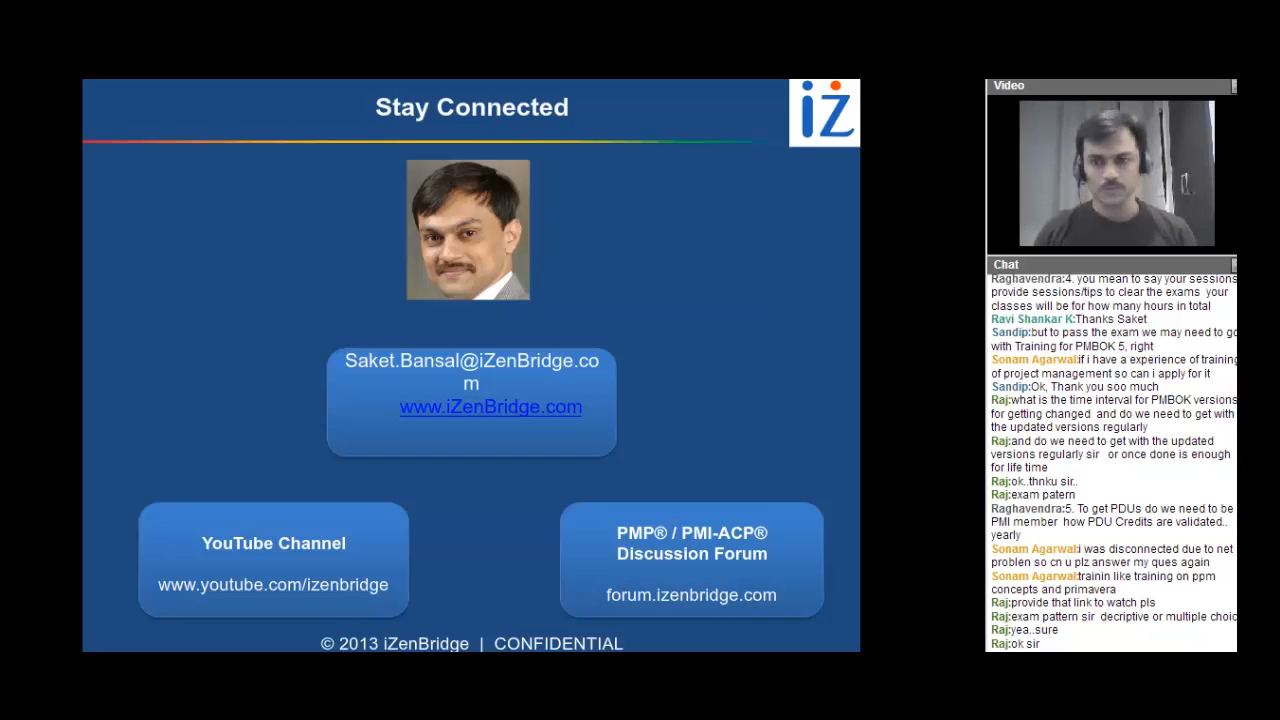 Stay Connected
iz
Saket.Bansal@iZenBridge.co
m
www.iZenBridge.com
YouTube Channel
www.youtube.com/izenbridge
PMP® / PMI-ACP®
Discussion Forum
forum.izenbridge.com
© 2013 iZenBridge | CONFIDENTIAL
Video
Chat
Raghavendra:4. you mean to say your sessions
provide sessions/tips to clear the exams your
classes will be for how many hours in total
Ravi Shankar K:Thanks Saket
Sandip:but to pass the exam we may need to go
with Training for PMBOK 5, right
Sonam Agarwal:if i have a experience of training
of project management so can i apply for it
Sandip:Ok, Thank you soo much
Raj:what is the time interval for PMBOK versions
for getting changed and do we need to get with
the updated versions regularly
Raj:and do we need to get with the updated
versions regularly sir or once done is enough
for life time
Raj:ok..thnku sir..
Raj:exam patern
Raghavendra:5. To get PDUs do we need to be
PMI member how PDU Credits are validated..
yearly
Sonam Agarwal:i was disconnected due to net
problen so cn u plz answer my ques again
Sonam Agarwal:trainin like training on ppm
concepts and primavera
Raj:provide that link to watch pls
Raj:exam pattern sir decriptive or multiple choic
Raj:yea..sure
Raj:ok sir